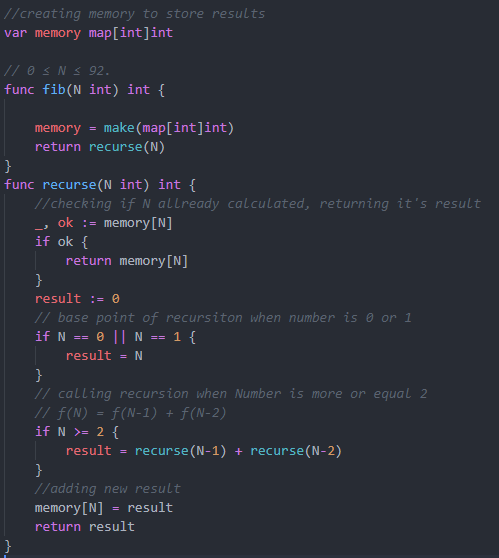 //creating memory to store results
var memory map[int]int
// 0 ≤ N ≤ 92.
func fib(N int) int {
memory = make(map[int]int)
return recurse(N)
}
func recurse(N int) int {
//checking if N allready calculated, returning it's result
_, ok := memory[N]
if ok {
return memory[N]
}
result := 0
// base point of recursiton when number is 0 or 1
if N == 0 || N == 1 {
result = N
}
// calling recursion when Number is more or equal 2
// ƒ(N) = ƒ(N-1) + ƒ(N-2)
if N >= 2 {
result = recurse(N-1) + recurse(N-2)
}
//adding new result
memory[N] = result
return result
}